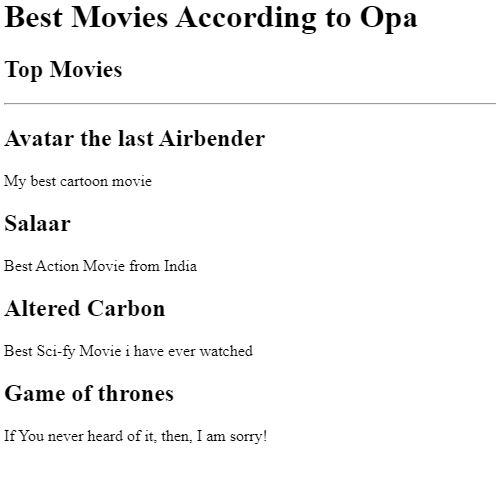 Best Movies According to Opa
Top Movies
Avatar the last Airbender
My best cartoon movie
Salaar
Best Action Movie from India
Altered Carbon
Best Sci-fy Movie i have ever watched
Game of thrones
If You never heard of it, then, I am sorry!